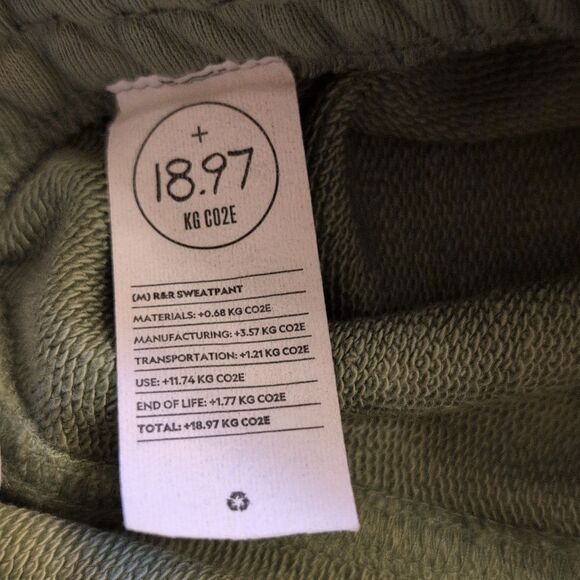 +
18.97
KG CO2E
(M) R&R SWEATPANT
MATERIALS: +0.68 KG CO2E
MANUFACTURING: +3.57 KG CO2E
TRANSPORTATION: +1.21 KG CO2E
USE: +11.74 KG CO2E
END OF LIFE: +1.77 KG CO2E
TOTAL: +18.97 KG CO2E